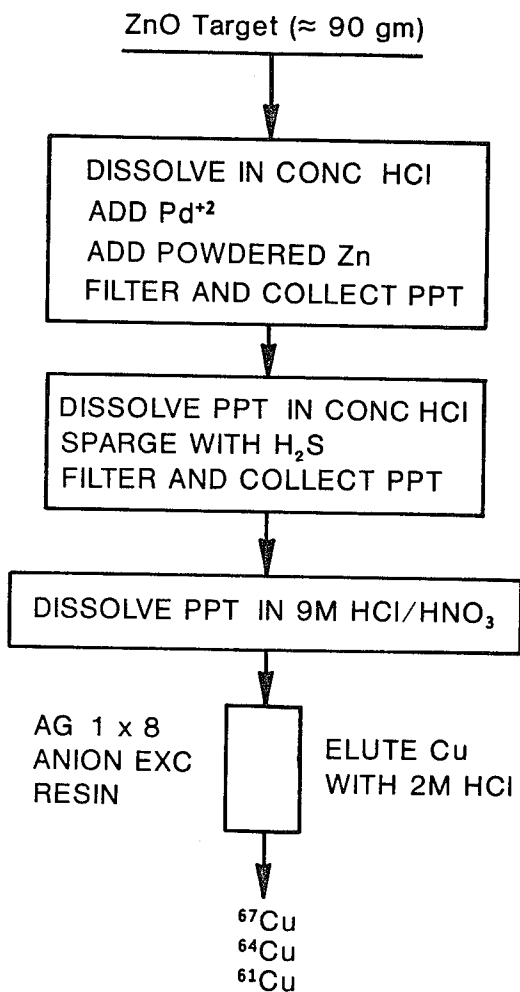 ZnO Target (≈ 90 gm)
DISSOLVE IN CONC HCl
ADD Pd⁺²
ADD POWDERED Zn
FILTER AND COLLECT PPT
DISSOLVE PPT IN CONC HCl
SPARGE WITH H₂S
FILTER AND COLLECT PPT
DISSOLVE PPT IN 9M HCl/HNO₃
AG 1 x 8
ANION EXC
RESIN
ELUTE Cu
WITH 2M HCl
⁶⁷Cu
⁶⁴Cu
⁶¹Cu